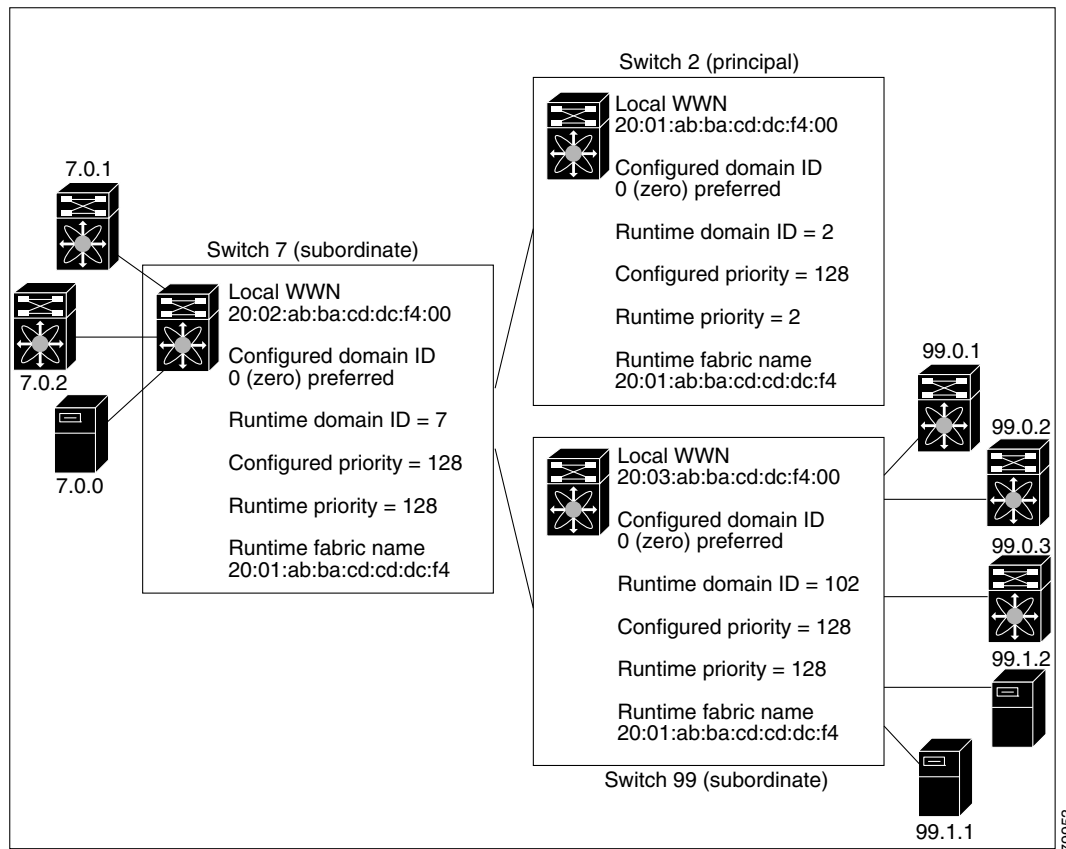 Switch 2 (principal)
Local WWN
20:01:ab:ba:cd:dc:f4:00
Configured domain ID
0 (zero) preferred
Runtime domain ID = 2
Configured priority = 128
Runtime priority = 2
Runtime fabric name
20:01:ab:ba:cd:cd:dc:f4
7.0.1
7.0.2
7.0.0
Switch 7 (subordinate)
Local WWN
20:02:ab:ba:cd:dc:f4:00
Configured domain ID
0 (zero) preferred
Runtime domain ID = 7
Configured priority = 128
Runtime priority = 128
Runtime fabric name
20:01:ab:ba:cd:cd:dc:f4
Local WWN
20:03:ab:ba:cd:dc:f4:00
Configured domain ID
0 (zero) preferred
Runtime domain ID = 102
Configured priority = 128
Runtime priority = 128
Runtime fabric name
20:01:ab:ba:cd:cd:dc:f4
Switch 99 (subordinate)
99.0.1
99.0.2
99.0.3
99.1.2
99.1.1